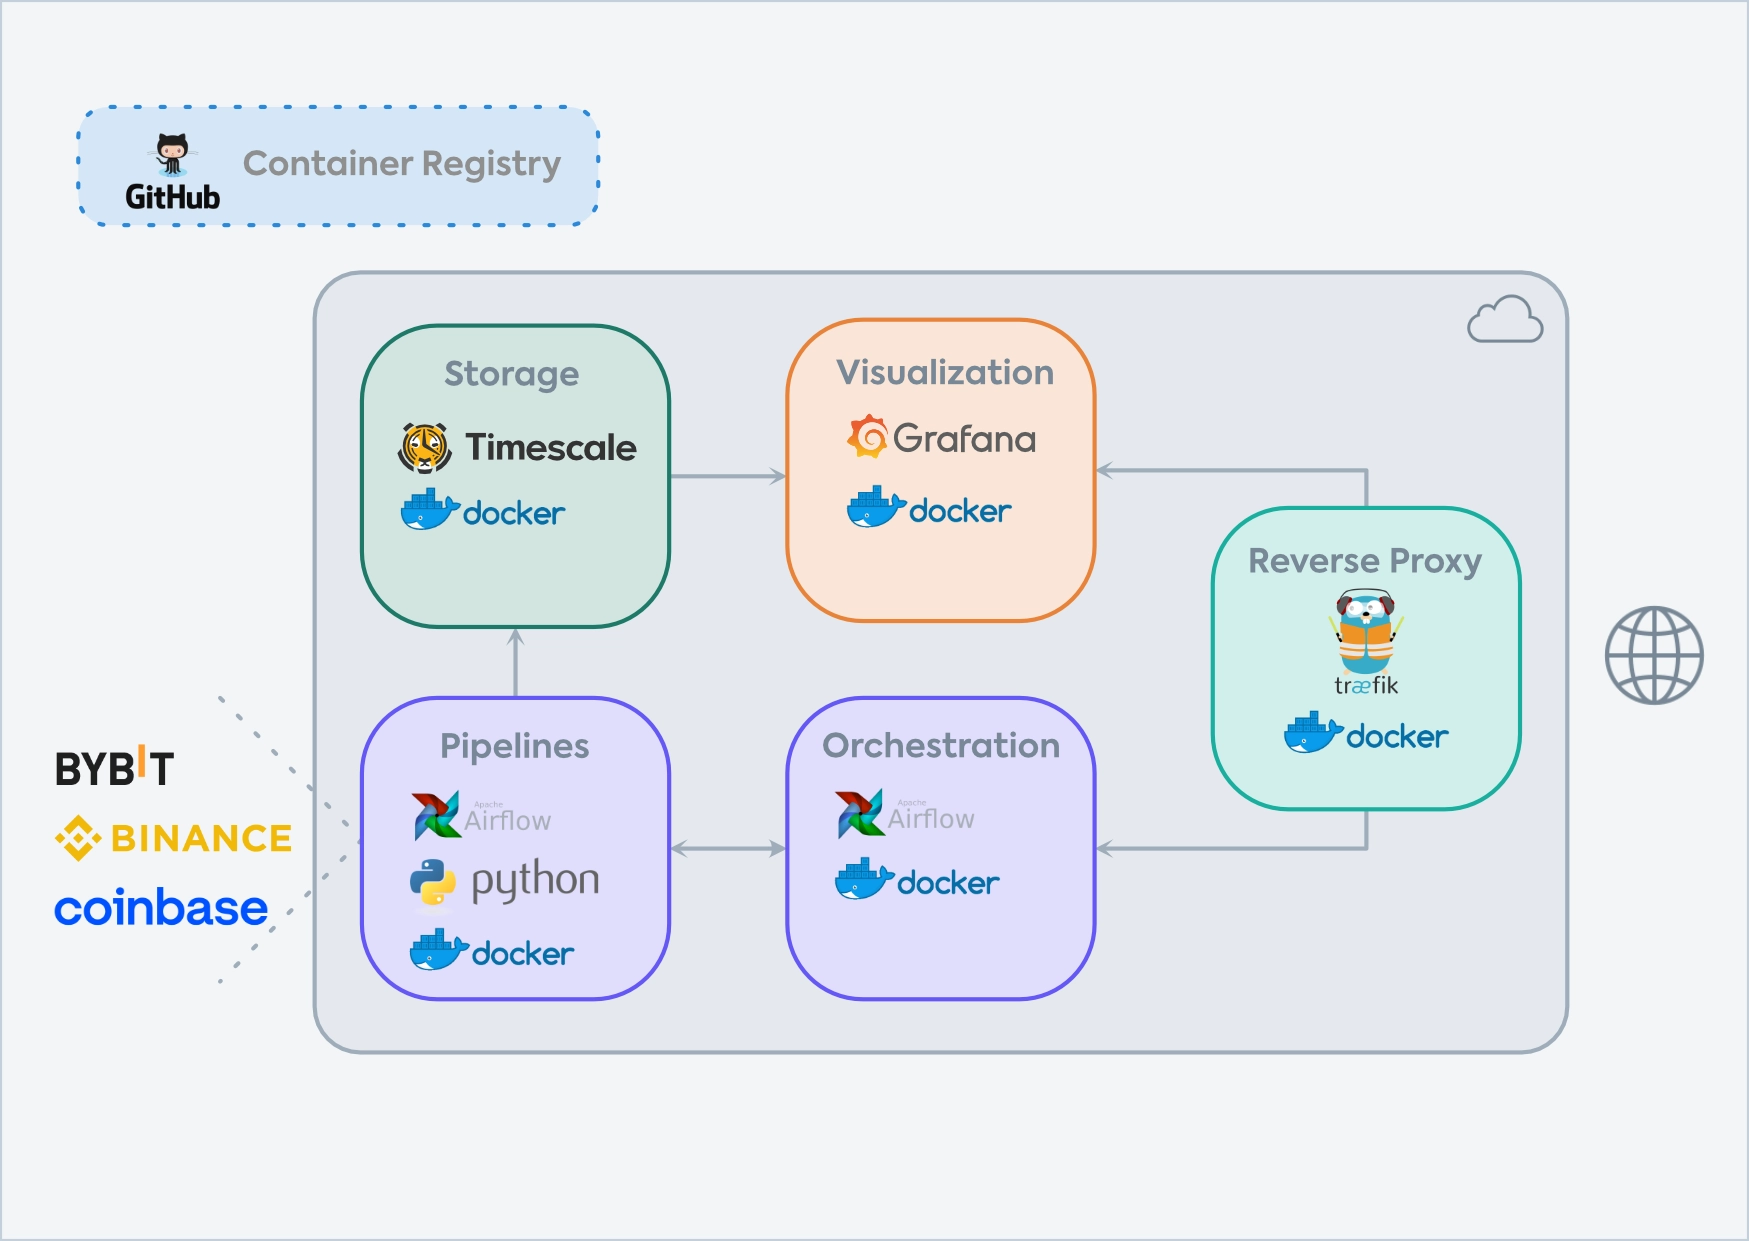 GitHub
Container Registry
Storage
Timescale
docker
Visualization
Grafana
docker
Reverse Proxy
træfik
docker
BYBIT
BINANCE
coinbase
Pipelines
Apache
Airflow
python
docker
Orchestration
Apache
Airflow
docker